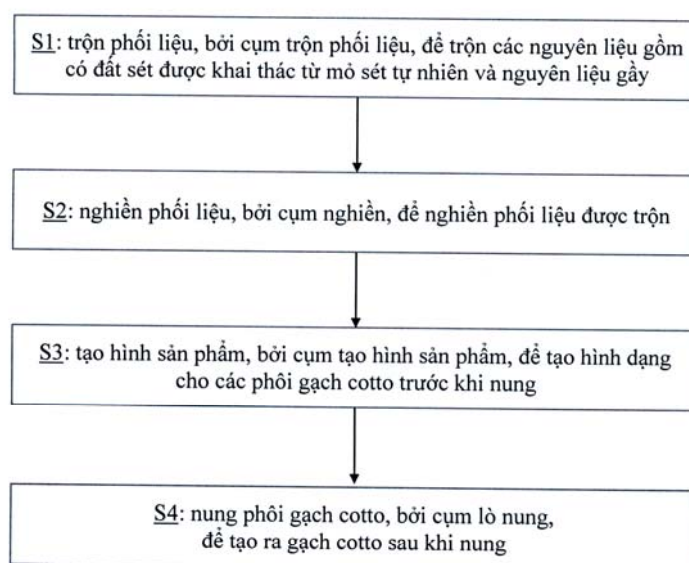 S1: trộn phối liệu, bởi cụm trộn phối liệu, để trộn các nguyên liệu gồm
có đất sét được khai thác từ mỏ sét tự nhiên và nguyên liệu gầy
S2: nghiền phối liệu, bởi cụm nghiền, để nghiền phối liệu được trộn
S3: tạo hình sản phẩm, bởi cụm tạo hình sản phẩm, để tạo hình dạng
cho các phôi gạch cotto trước khi nung
S4: nung phôi gạch cotto, bởi cụm lò nung,
để tạo ra gạch cotto sau khi nung